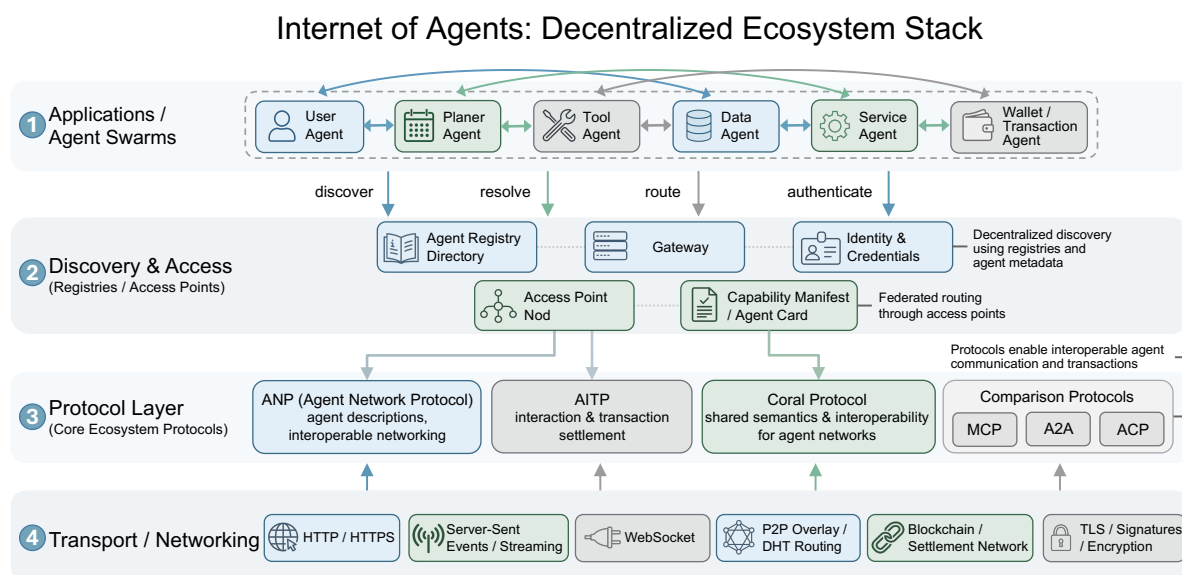 Internet of Agents: Decentralized Ecosystem Stack
1
Applications /
Agent Swarms
User
Agent
Planer
Agent
Tool
Agent
Data
Agent
Service
Agent
Wallet /
Transaction
Agent
discover
resolve
route
authenticate
2
Discovery & Access
(Registries / Access Points)
Agent Registry
Directory
Gateway
Identity &
Credentials
Decentralized discovery
using registries and
agent metadata
Access Point
Nod
Capability Manifest
/ Agent Card
Federated routing
through access points
Protocols enable interoperable agent
communication and transactions
3
Protocol Layer
(Core Ecosystem Protocols)
ANP (Agent Network Protocol)
agent descriptions,
interoperable networking
AITP
interaction & transaction
settlement
Coral Protocol
shared semantics & interoperability
for agent networks
Comparison Protocols
MCP
A2A
ACP
4
Transport / Networking
HTTP / HTTPS
Server-Sent
Events / Streaming
WebSocket
P2P Overlay /
DHT Routing
Blockchain /
Settlement Network
TLS / Signatures
/ Encryption